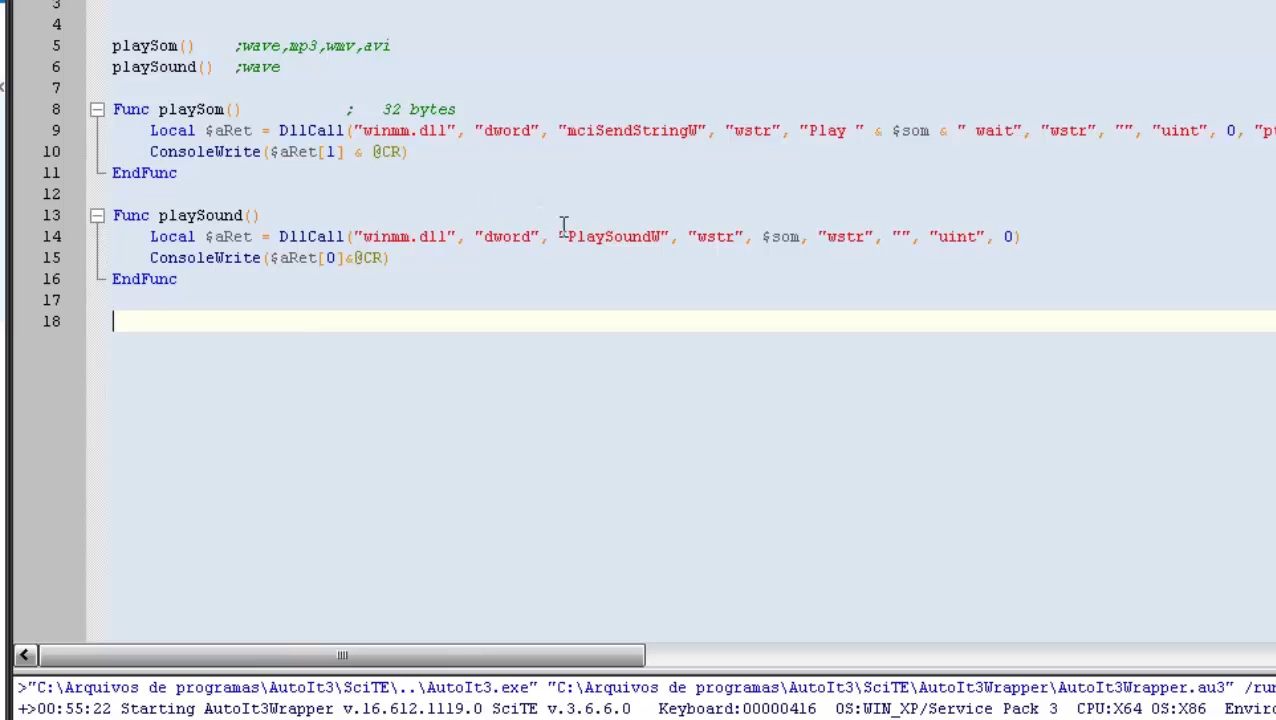 3
4
5 playSom() ;wave,mp3,wmv,avi
6 playSound() ;wave
7
8 Func playSom() ; 32 bytes
9 Local $aRet = DllCall("winmm.dll", "dword", "mciSendStringW", "wstr", "Play " & $som & " wait", "wstr", "", "uint", 0, "pt
10 ConsoleWrite($aRet[1] & @CR)
11 EndFunc
12
13 Func playSound()
14 Local $aRet = DllCall("winmm.dll", "dword", "PlaySoundW", "wstr", $som, "wstr", "", "uint", 0)
15 ConsoleWrite($aRet[0]&@CR)
16 EndFunc
17
18
>"C:\Arquivos de programas\AutoIt3\SciTE\..\AutoIt3.exe" "C:\Arquivos de programas\AutoIt3\SciTE\AutoIt3Wrapper\AutoIt3Wrapper.au3" /run
+>00:55:22 Starting AutoIt3Wrapper v.16.612.1119.0 SciTE v.3.6.6.0 Keyboard:00000416 OS:WIN_XP/Service Pack 3 CPU:X64 OS:X86 Enviro